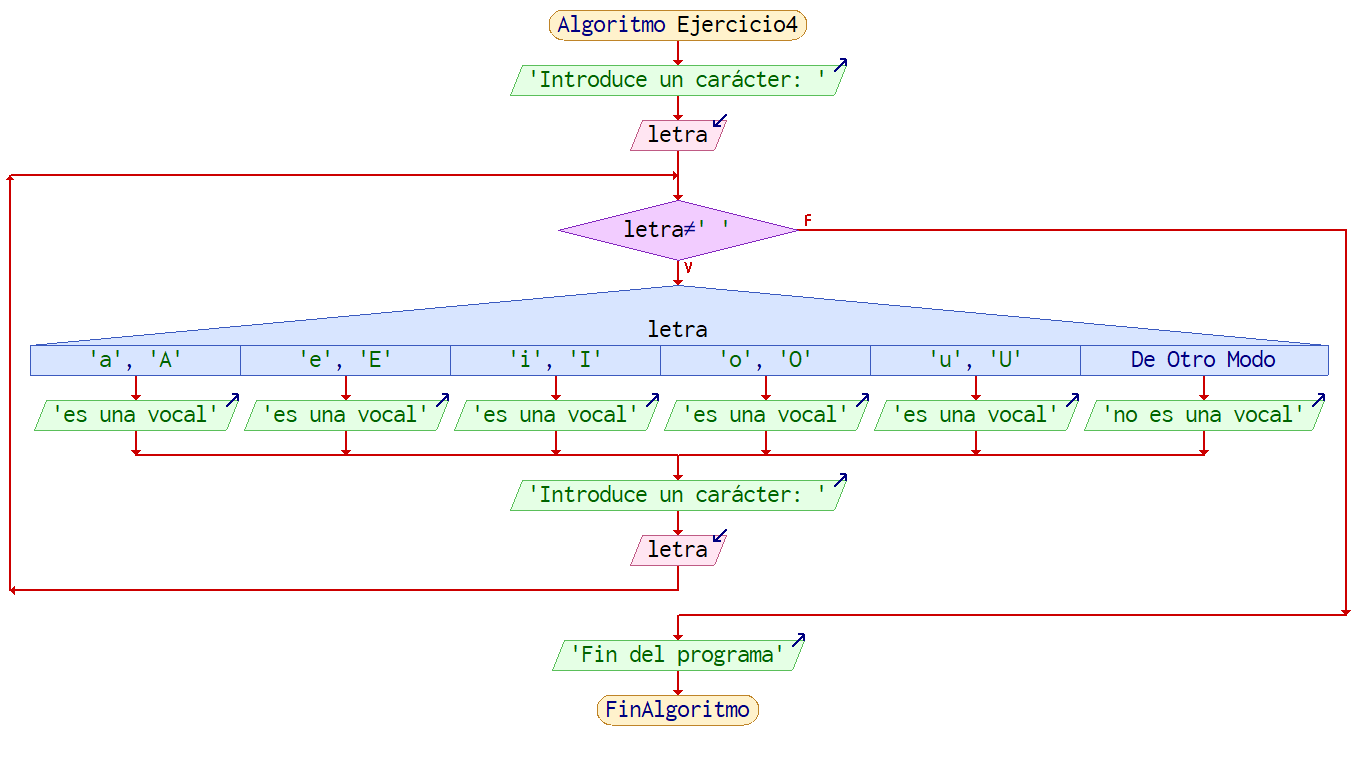 Algoritmo Ejercicio4
'Introduce un carácter: '
letra
letra≠' '
F
V
letra
'a', 'A' 'e', 'E' 'i', 'I' 'o', 'O' 'u', 'U' De Otro Modo
'es una vocal' 'es una vocal' 'es una vocal' 'es una vocal' 'es una vocal' 'no es una vocal'
'Introduce un carácter: '
letra
'Fin del programa'
FinAlgoritmo